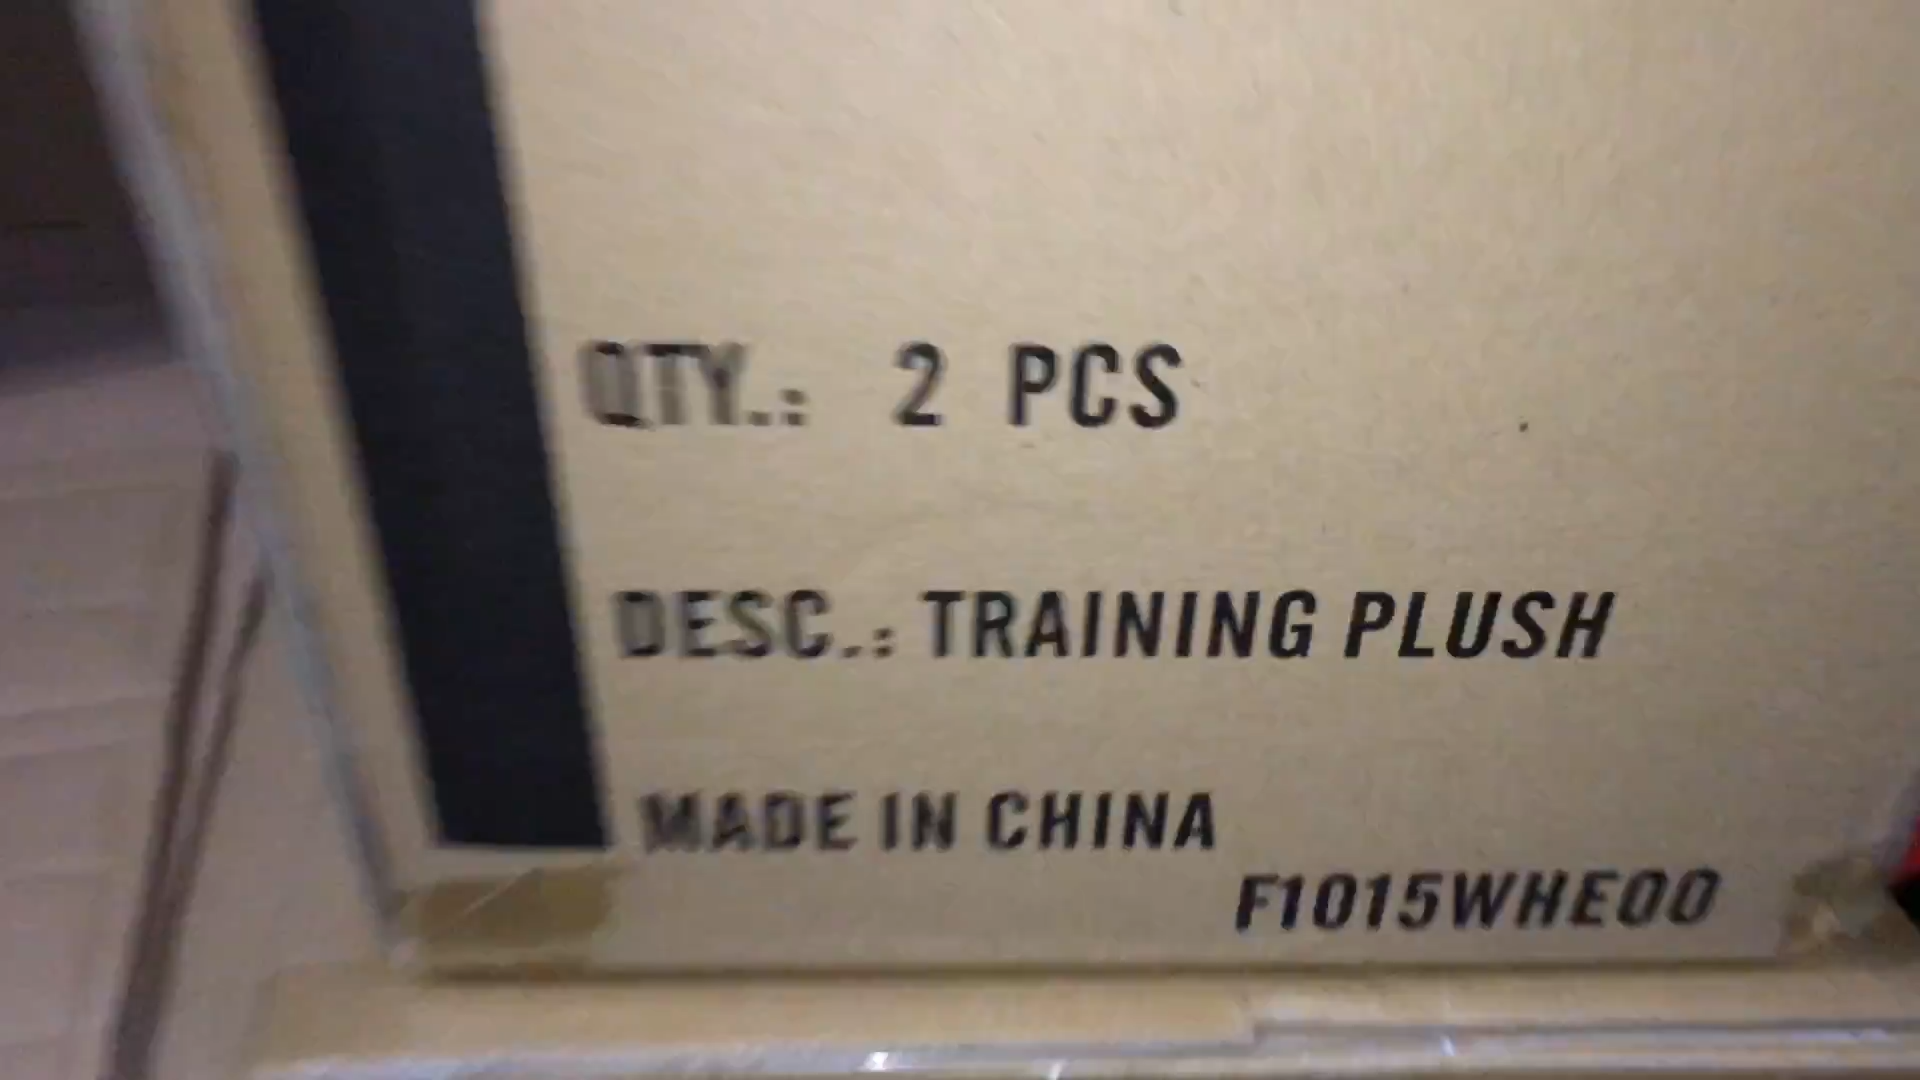 QTY.: 2 PCS
DESC.: TRAINING PLUSH
MADE IN CHINA
F1015WHE00